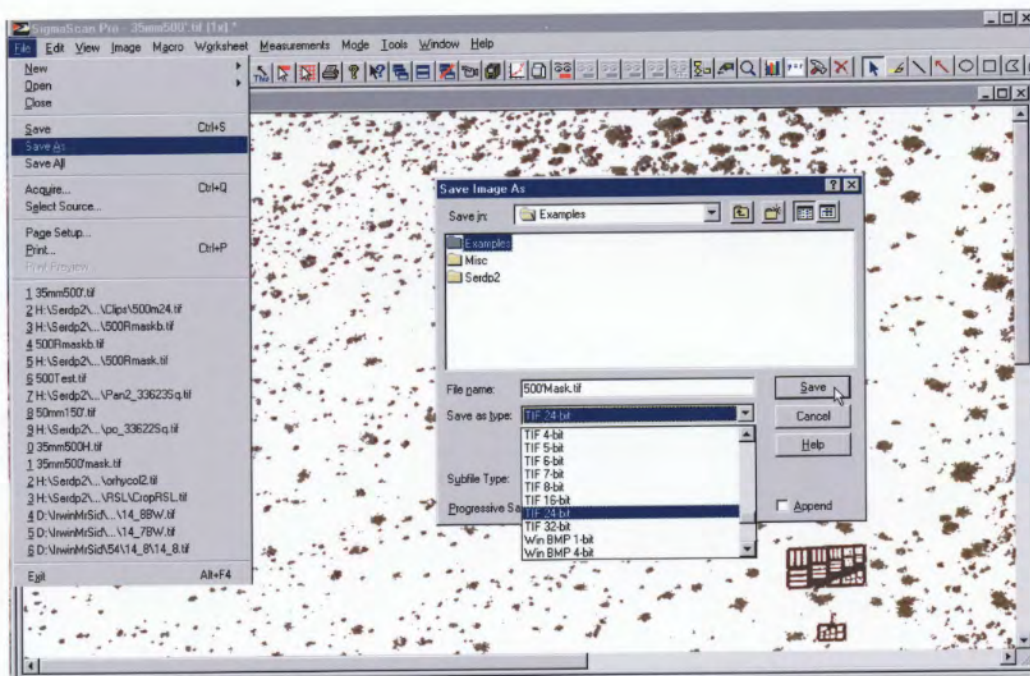 SigmaScan Pro - 35mm500'.tif [1x] *
File Edit View Image Macro Worksheet Measurements Mode Tools Window Help
New
Open
Close
Save Ctrl+S
Save As...
Save All
Acquire... Ctrl+Q
Select Source...
Page Setup...
Print... Ctrl+P
Print Preview
1 35mm500'.tif
2 H:\Serdp2\...\Clips\500m24.tif
3 H:\Serdp2\...\500Rmaskb.tif
4 500Rmaskb.tif
5 H:\Serdp2\...\500Rmask.tif
6 500Test.tif
7 H:\Serdp2\...\Pan2_33623Sq.tif
8 50mm150'.tif
9 H:\Serdp2\...\po_33622Sq.tif
0 35mm500H.tif
1 35mm500'mask.tif
2 H:\Serdp2\...\orhycol2.tif
3 H:\Serdp2\...\RSL\CropRSL.tif
4 D:\IrwinMrSid\...\14_8BW.tif
5 D:\IrwinMrSid\...\14_7BW.tif
6 D:\IrwinMrSid\54\14_8\14_8.tif
Exit Alt+F4
Save Image As
Save in: Examples
Examples
Misc
Serdp2
File name: 500'Mask.tif
Save
Save as type: TIF 24-bit
Cancel
Help
TIF 4-bit
TIF 5-bit
TIF 6-bit
TIF 7-bit
TIF 8-bit
TIF 16-bit
TIF 24-bit
TIF 32-bit
Win BMP 1-bit
Win BMP 4-bit
Subfile Type:
Progressive Sa
Append